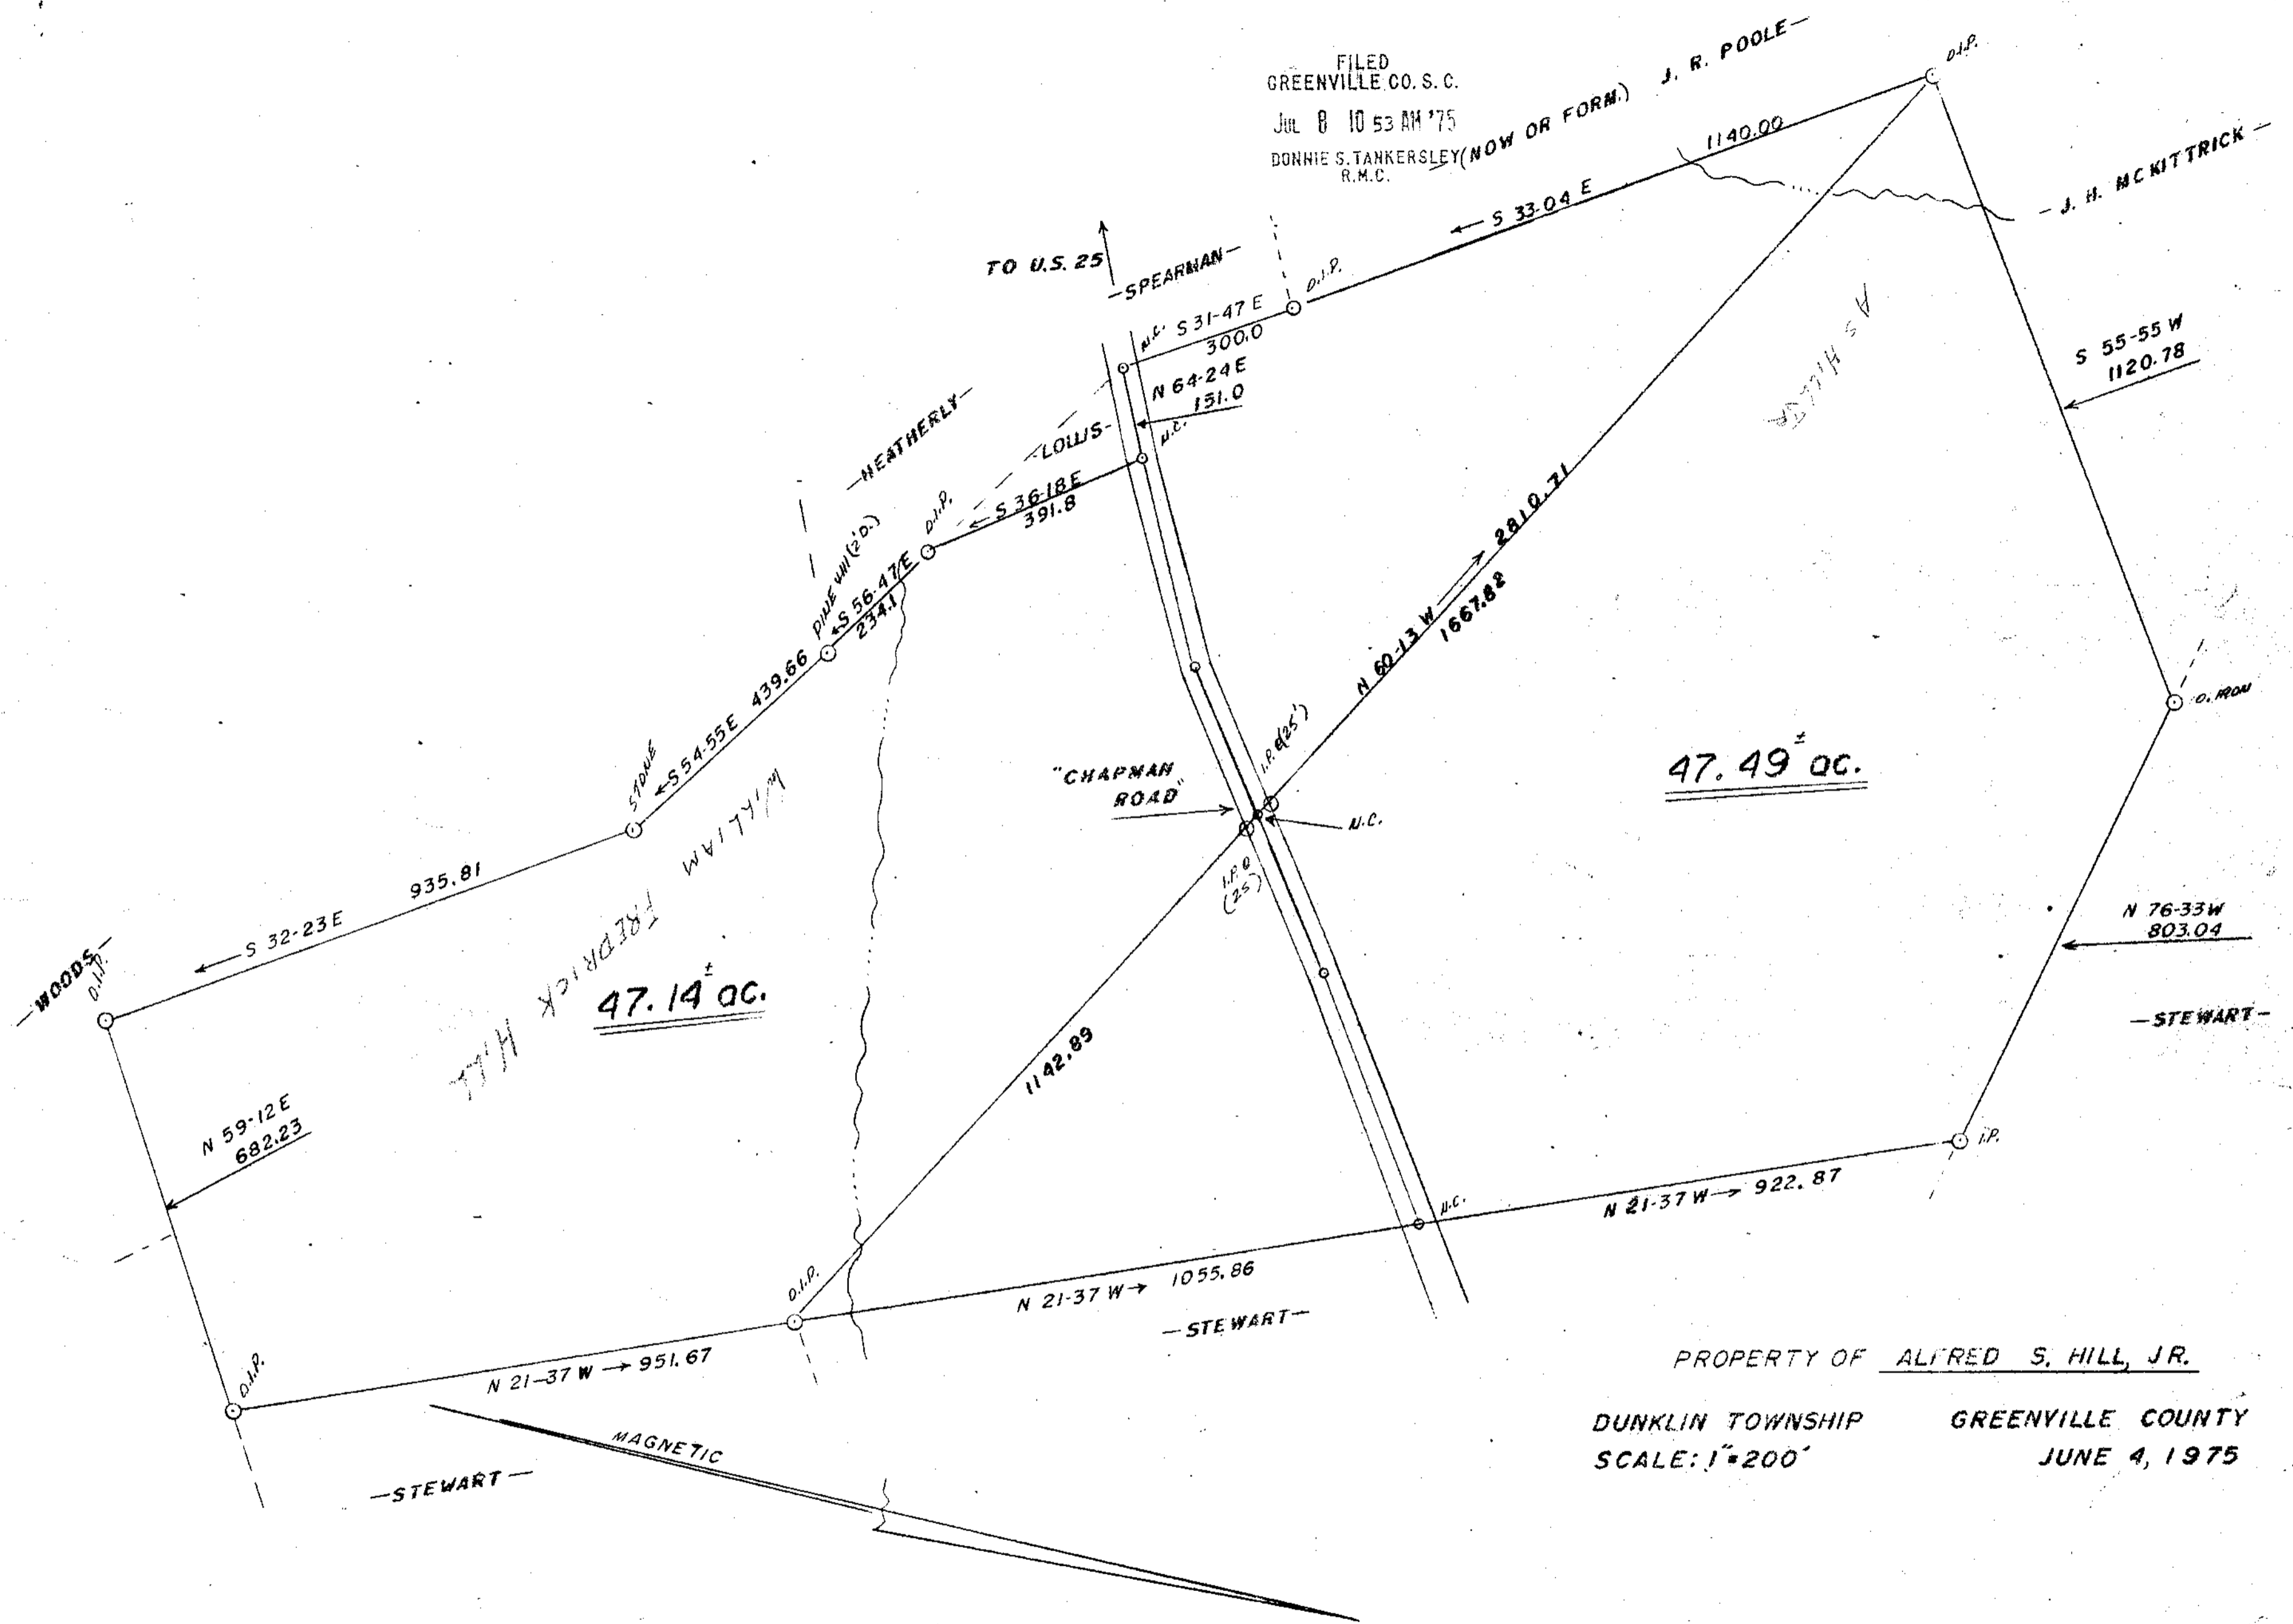 FILED
GREENVILLE CO. S. C.
JUL 8 10 53 AM '75
DONNIE S. TANKERSLEY
R.M.C.
(NOW OR FORM.) J. R. POOLE—
O.I.P.
1140.00
← S 33-04 E
—J. H. MCKITTRICK—
TO U.S. 25
—SPEARMAN—
O.I.P.
N.C.
S 31-47 E
300.0
N 64-24 E
151.0
N.C.
—LOLLIS—
← S 36-18 E
391.8
—HEATHERLY—
O.I.P.
PINE
(2'O.)
← S 56-47 E
234.1
← S 54-55 E 439.66
STONE
935.81
← S 32-23 E
—WOODS—
O.I.P.
WILLIAM FREDRICK HILL
47.14 ± ac.
N 59-12 E
682.23
O.I.P.
A S HILL JR
S 55-55 W
1120.78
N 60-13 W → 2810.71
1667.82
O. IRON
47.49 ± ac.
"CHAPMAN
ROAD"
I.P. @ (25')
N.C.
I.P. @
(25')
1142.89
N 76-33 W
803.04
—STEWART—
I.P.
N 21-37 W → 922.87
N.C.
N 21-37 W → 1055.86
—STEWART—
O.I.P.
N 21-37 W → 951.67
—STEWART—
MAGNETIC
PROPERTY OF ALFRED S. HILL, JR.
DUNKLIN TOWNSHIP GREENVILLE COUNTY
SCALE: 1"=200' JUNE 4, 1975